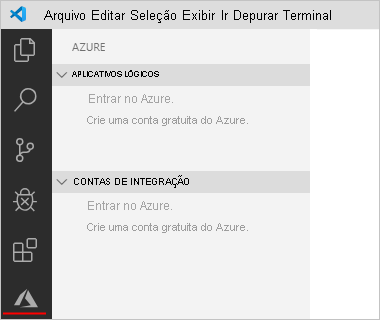 Arquivo Editar Seleção Exibir Ir Depurar Terminal
AZURE
APLICATIVOS LÓGICOS
Entrar no Azure.
Crie uma conta gratuita do Azure.
CONTAS DE INTEGRAÇÃO
Entrar no Azure.
Crie uma conta gratuita do Azure.